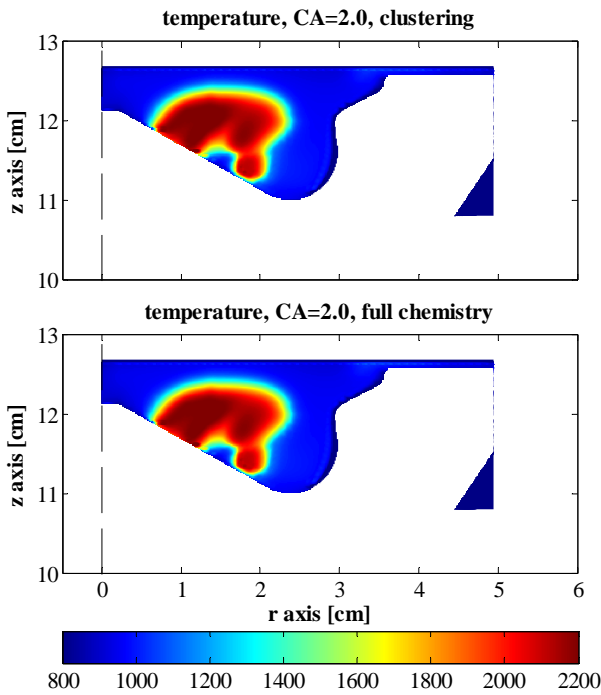 temperature, CA=2.0, clustering
13
12
11
10
z axis [cm]
temperature, CA=2.0, full chemistry
13
12
11
10
z axis [cm]
0 1 2 3 4 5 6
r axis [cm]
800 1000 1200 1400 1600 1800 2000 2200